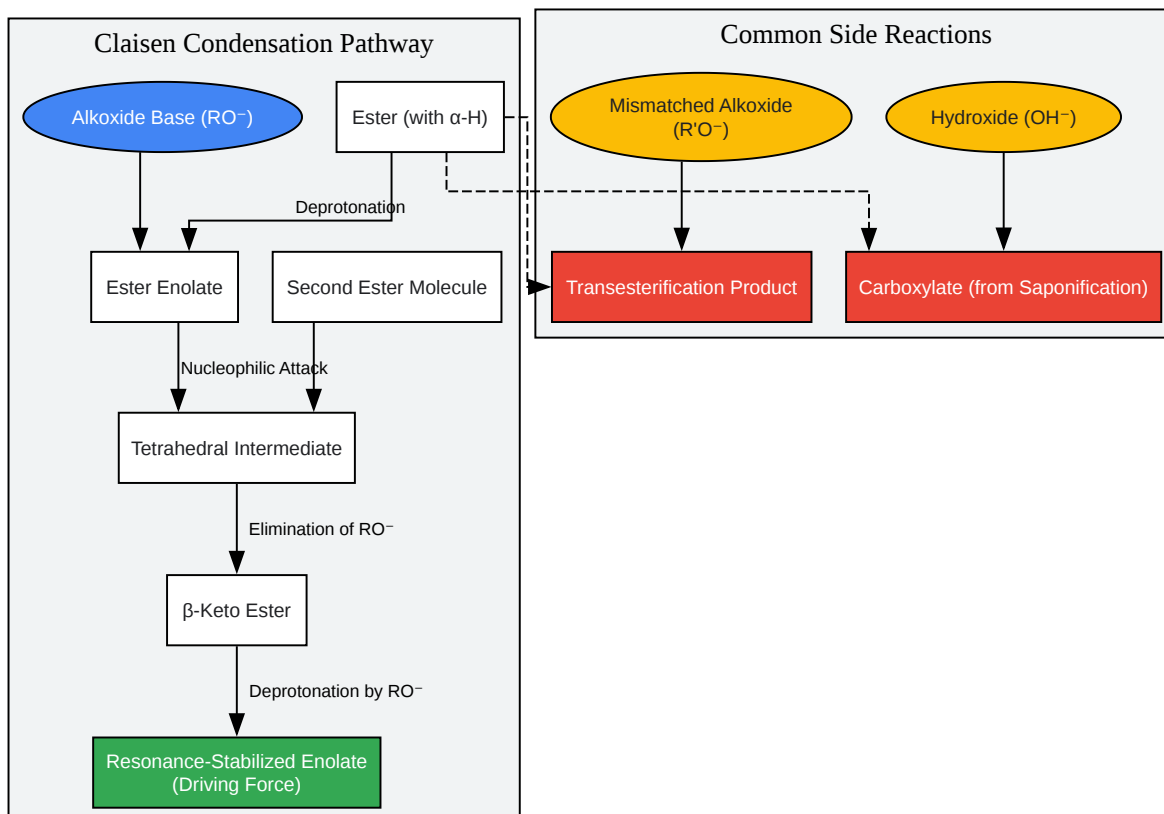 Claisen Condensation Pathway
Alkoxide Base (RO⁻)
Ester (with α-H)
Deprotonation
Ester Enolate
Second Ester Molecule
Nucleophilic Attack
Tetrahedral Intermediate
Elimination of RO⁻
β-Keto Ester
Deprotonation by RO⁻
Resonance-Stabilized Enolate
(Driving Force)
Common Side Reactions
Mismatched Alkoxide
(R'O⁻)
Hydroxide (OH⁻)
Transesterification Product
Carboxylate (from Saponification)